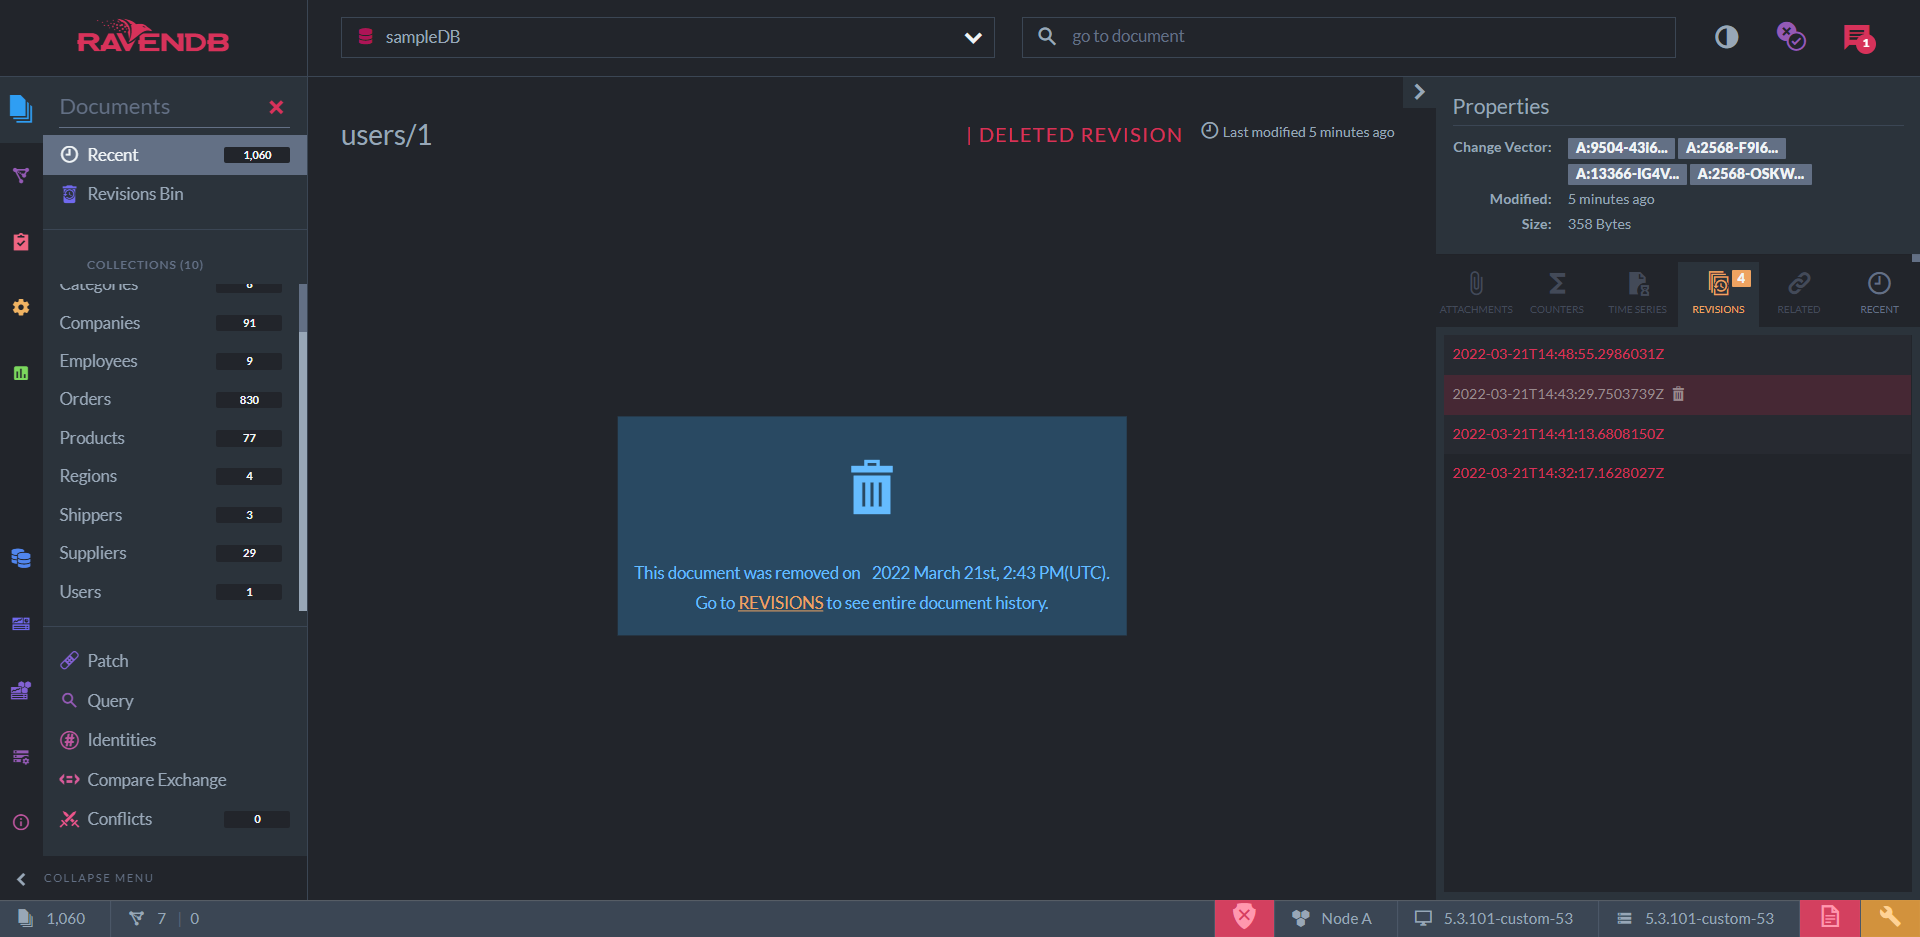 RAVENDB
sampleDB
go to document
1
Documents
Recent 1,060
Revisions Bin
COLLECTIONS (10)
Categories 8
Companies 91
Employees 9
Orders 830
Products 77
Regions 4
Shippers 3
Suppliers 29
Users 1
Patch
Query
Identities
Compare Exchange
Conflicts 0
COLLAPSE MENU
users/1
| DELETED REVISION
Last modified 5 minutes ago
This document was removed on 2022 March 21st, 2:43 PM(UTC).
Go to REVISIONS to see entire document history.
Properties
Change Vector: A:9504-43I6... A:2568-F9I6...
A:13366-IG4V... A:2568-OSKW...
Modified: 5 minutes ago
Size: 358 Bytes
4
ATTACHMENTS COUNTERS TIME SERIES REVISIONS RELATED RECENT
2022-03-21T14:48:55.2986031Z
2022-03-21T14:43:29.7503739Z
2022-03-21T14:41:13.6808150Z
2022-03-21T14:32:17.1628027Z
1,060 7 | 0 Node A 5.3.101-custom-53 5.3.101-custom-53